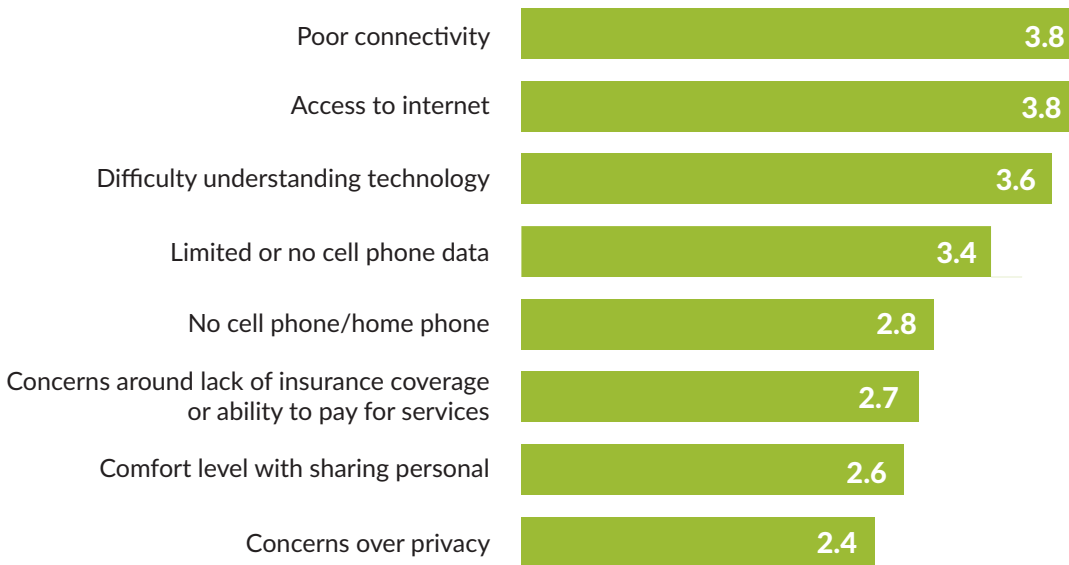 Poor connectivity 3.8
Access to internet 3.8
Difficulty understanding technology 3.6
Limited or no cell phone data 3.4
No cell phone/home phone 2.8
Concerns around lack of insurance coverage
or ability to pay for services 2.7
Comfort level with sharing personal 2.6
Concerns over privacy 2.4